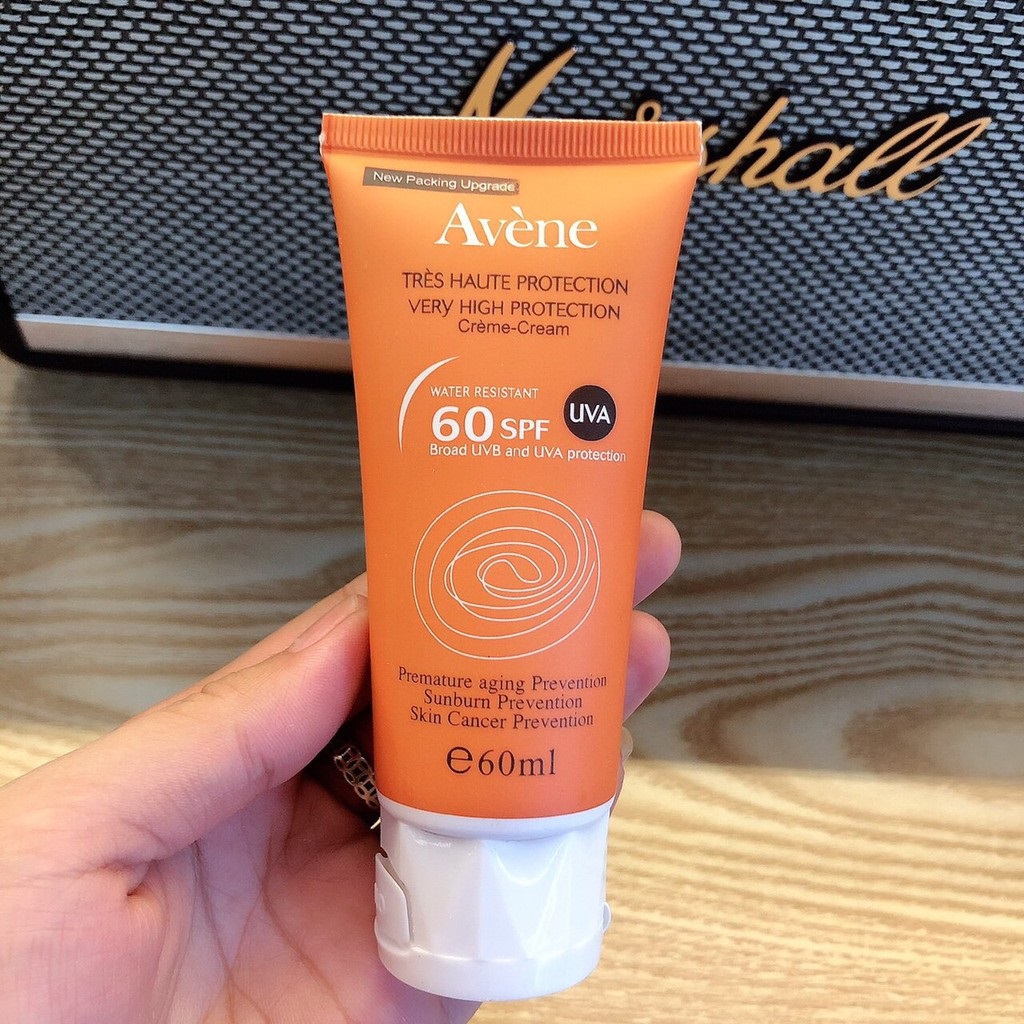 Marshall
New Packing Upgrade
Avène
TRÈS HAUTE PROTECTION
VERY HIGH PROTECTION
Crème-Cream
WATER RESISTANT
60 SPF
UVA
Broad UVB and UVA protection
Premature aging Prevention
Sunburn Prevention
Skin Cancer Prevention
℮60ml